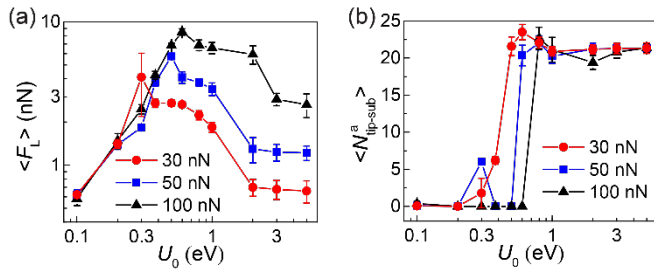 (a)
<F_L> (nN)
10
3
1
30 nN
50 nN
100 nN
0.1
0.3
1
3
U_0 (eV)
(b)
<N^a_tip-sub>
25
20
15
10
5
0
30 nN
50 nN
100 nN
0.1
0.3
1
3
U_0 (eV)